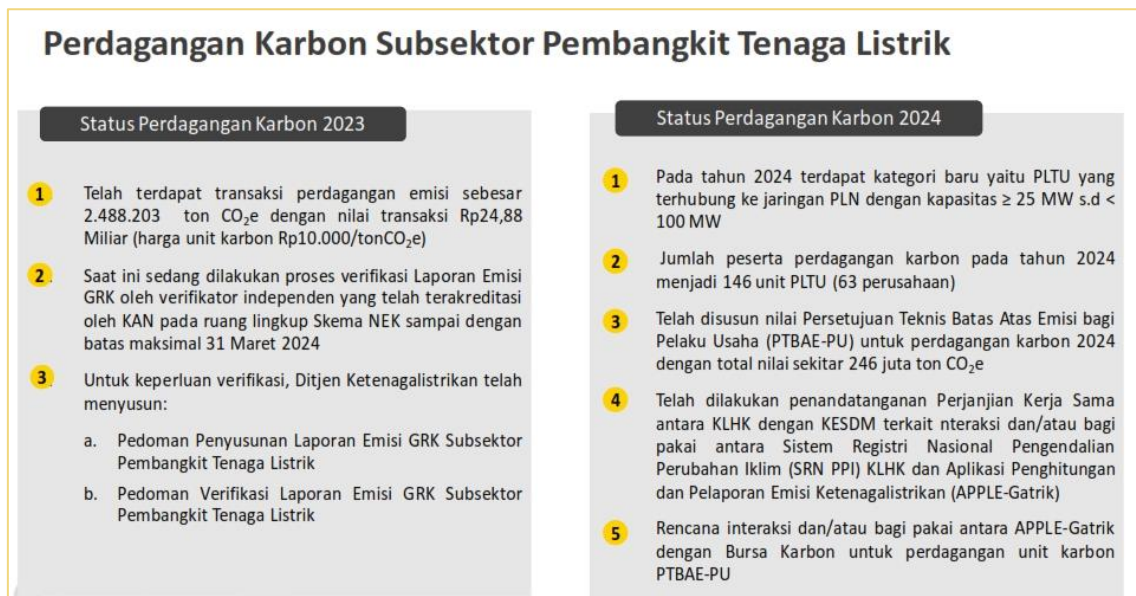 Perdagangan Karbon Subsektor Pembangkit Tenaga Listrik
Status Perdagangan Karbon 2023
1 Telah terdapat transaksi perdagangan emisi sebesar
2.488.203 ton CO₂e dengan nilai transaksi Rp24,88
Miliar (harga unit karbon Rp10.000/tonCO₂e)
2. Saat ini sedang dilakukan proses verifikasi Laporan Emisi
GRK oleh verifikator independen yang telah terakreditasi
oleh KAN pada ruang lingkup Skema NEK sampai dengan
batas maksimal 31 Maret 2024
3. Untuk keperluan verifikasi, Ditjen Ketenagalistrikan telah
menyusun:
a. Pedoman Penyusunan Laporan Emisi GRK Subsektor
Pembangkit Tenaga Listrik
b. Pedoman Verifikasi Laporan Emisi GRK Subsektor
Pembangkit Tenaga Listrik
Status Perdagangan Karbon 2024
1 Pada tahun 2024 terdapat kategori baru yaitu PLTU yang
terhubung ke jaringan PLN dengan kapasitas ≥ 25 MW s.d <
100 MW
2 Jumlah peserta perdagangan karbon pada tahun 2024
menjadi 146 unit PLTU (63 perusahaan)
3 Telah disusun nilai Persetujuan Teknis Batas Atas Emisi bagi
Pelaku Usaha (PTBAE-PU) untuk perdagangan karbon 2024
dengan total nilai sekitar 246 juta ton CO₂e
4 Telah dilakukan penandatanganan Perjanjian Kerja Sama
antara KLHK dengan KESDM terkait nteraksi dan/atau bagi
pakai antara Sistem Registri Nasional Pengendalian
Perubahan Iklim (SRN PPI) KLHK dan Aplikasi Penghitungan
dan Pelaporan Emisi Ketenagalistrikan (APPLE-Gatrik)
5 Rencana interaksi dan/atau bagi pakai antara APPLE-Gatrik
dengan Bursa Karbon untuk perdagangan unit karbon
PTBAE-PU